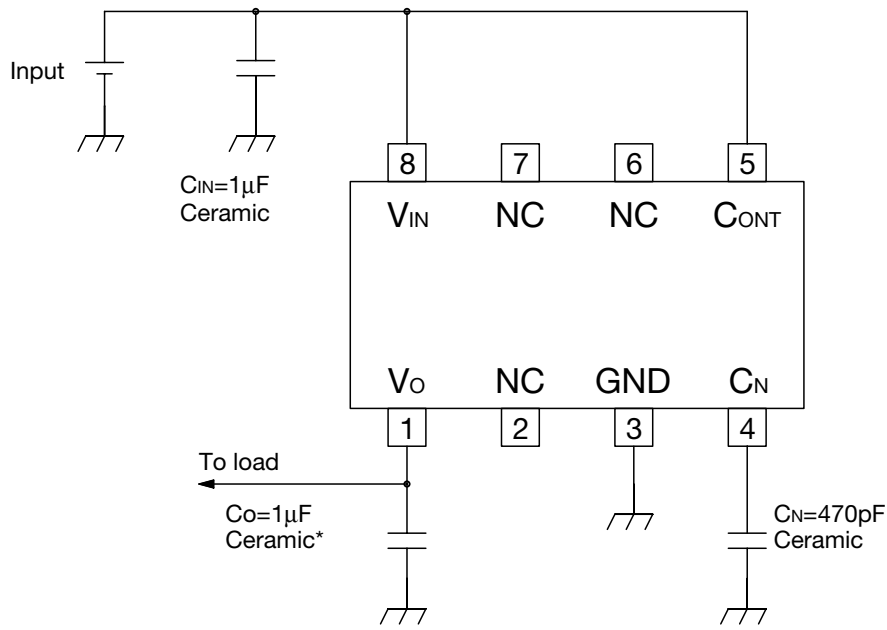 Input
CIN=1μF
Ceramic
8 7 6 5
VIN NC NC CONT
VO NC GND CN
1 2 3 4
To load
Co=1μF
Ceramic*
CN=470pF
Ceramic